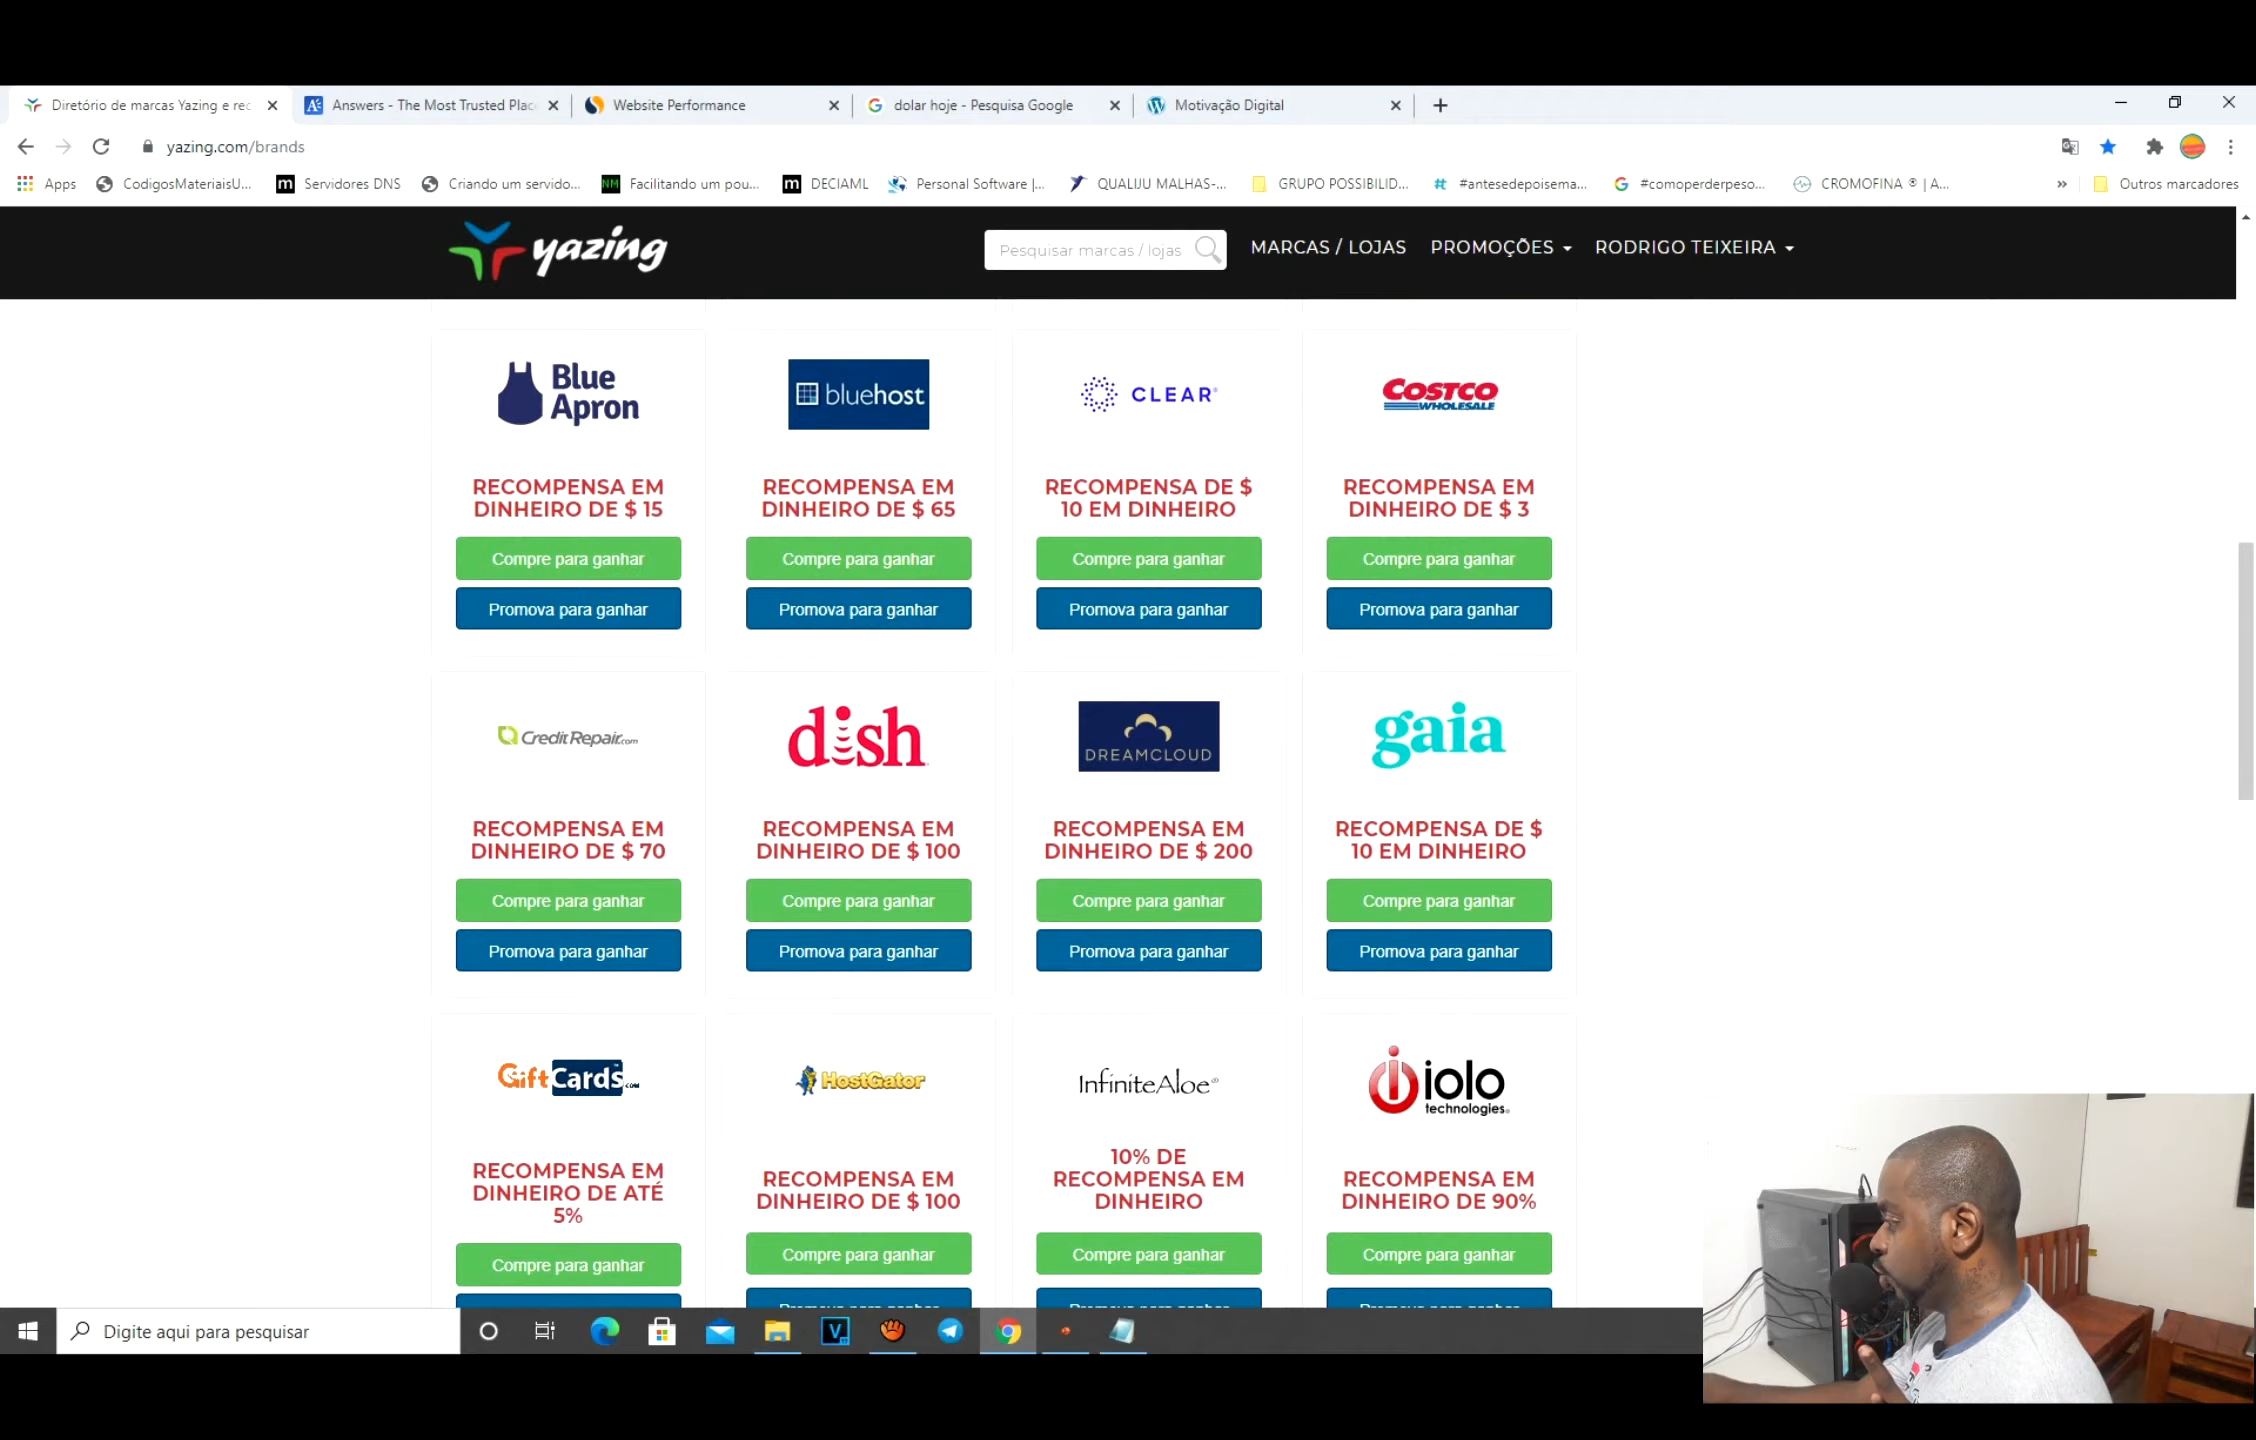 Diretório de marcas Yazing e rec
Answers - The Most Trusted Plac
Website Performance
dolar hoje - Pesquisa Google
Motivação Digital
yazing.com/brands
Apps
CodigosMateriaisU...
Servidores DNS
Criando um servido...
NM
Facilitando um pou...
DECIAML
Personal Software |...
QUALIJU MALHAS-...
GRUPO POSSIBILID...
#antesedepoisema...
#comoperderpeso...
CROMOFINA ® | A...
Outros marcadores
yazing
Pesquisar marcas / lojas
MARCAS / LOJAS
PROMOÇÕES
RODRIGO TEIXEIRA
Blue
Apron
bluehost
CLEAR
COSTCO
WHOLESALE
RECOMPENSA EM
DINHEIRO DE $ 15
RECOMPENSA EM
DINHEIRO DE $ 65
RECOMPENSA DE $
10 EM DINHEIRO
RECOMPENSA EM
DINHEIRO DE $ 3
Compre para ganhar
Compre para ganhar
Compre para ganhar
Compre para ganhar
Promova para ganhar
Promova para ganhar
Promova para ganhar
Promova para ganhar
CreditRepair.com
dish
DREAMCLOUD
gaia
RECOMPENSA EM
DINHEIRO DE $ 70
RECOMPENSA EM
DINHEIRO DE $ 100
RECOMPENSA EM
DINHEIRO DE $ 200
RECOMPENSA DE $
10 EM DINHEIRO
Compre para ganhar
Compre para ganhar
Compre para ganhar
Compre para ganhar
Promova para ganhar
Promova para ganhar
Promova para ganhar
Promova para ganhar
GiftCards.com
HostGator
InfiniteAloe®
iolo
technologies®
RECOMPENSA EM
DINHEIRO DE ATÉ
5%
RECOMPENSA EM
DINHEIRO DE $ 100
10% DE
RECOMPENSA EM
DINHEIRO
RECOMPENSA EM
DINHEIRO DE 90%
Compre para ganhar
Compre para ganhar
Compre para ganhar
Compre para ganhar
Promova para ganhar
Promova para ganhar
Promova para ganhar
Digite aqui para pesquisar